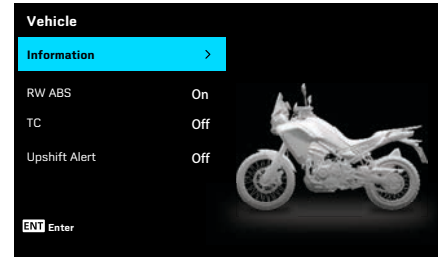 Vehicle
Information >
RW ABS On
TC Off
Upshift Alert Off
ENT Enter